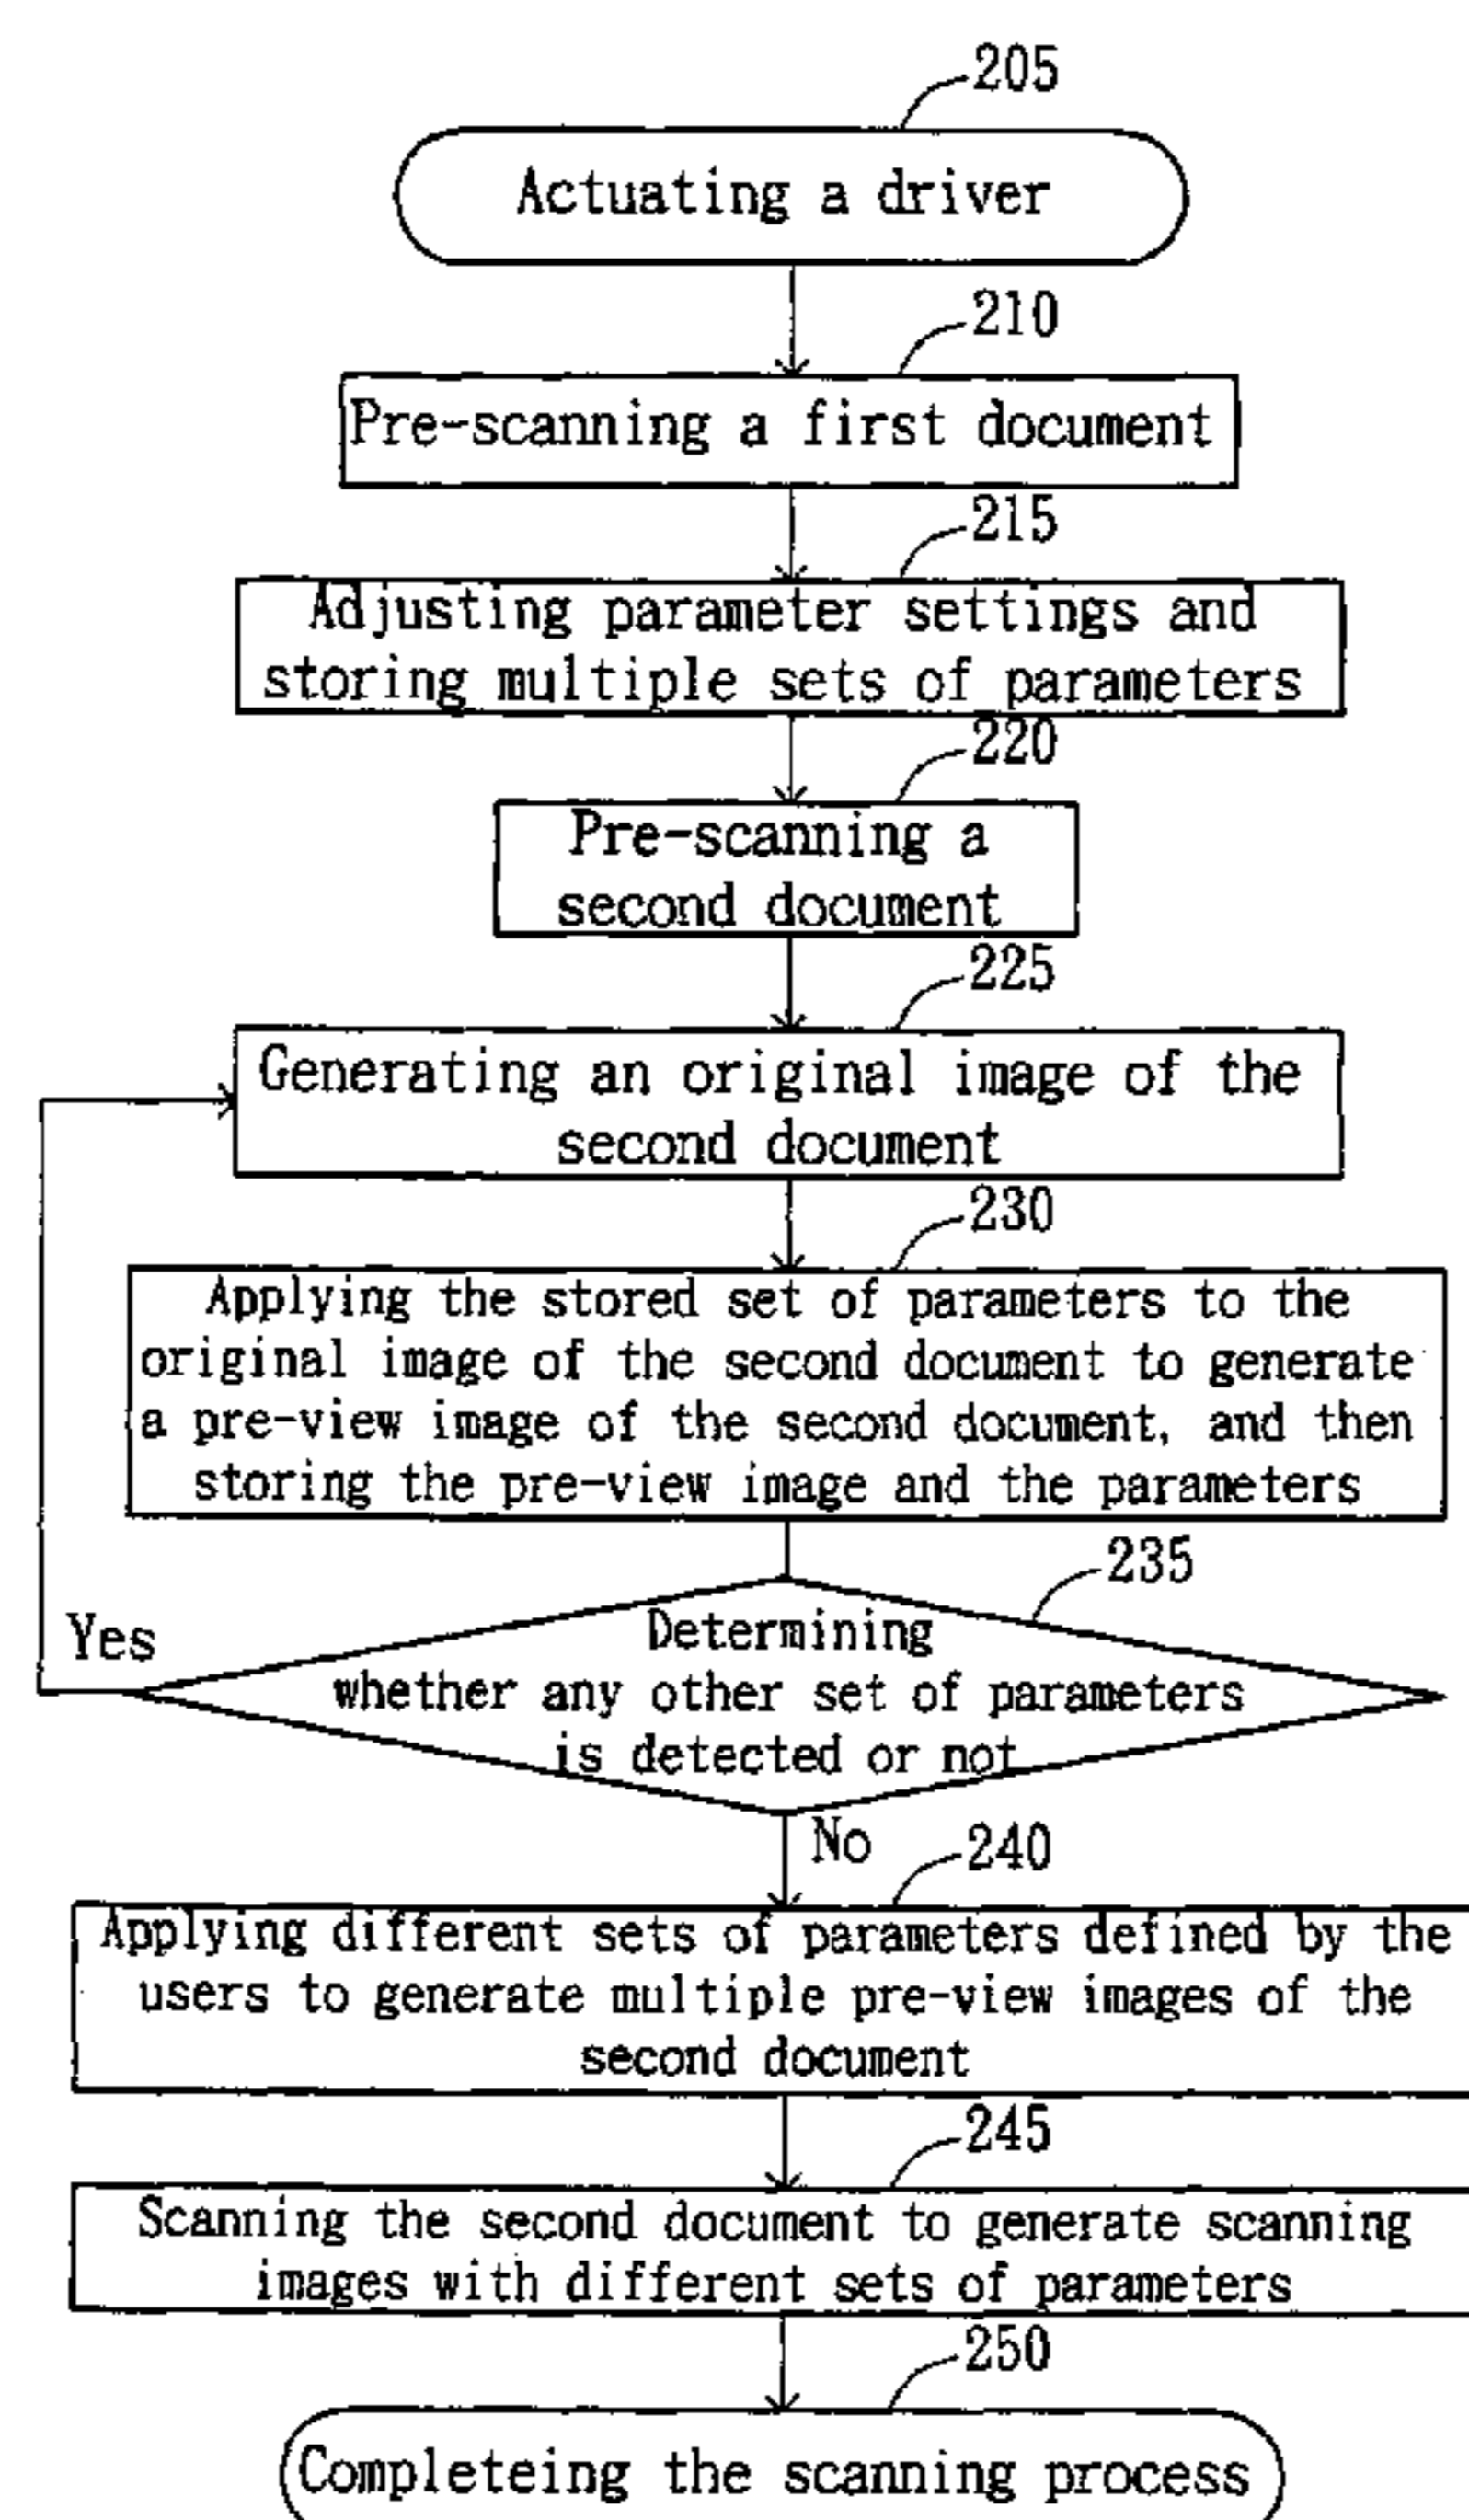 205
Actuating a driver
210
Pre-scanning a first document
215
Adjusting parameter settings and
storing multiple sets of parameters
220
Pre-scanning a
second document
225
Generating an original image of the
second document
230
Applying the stored set of parameters to the
original image of the second document to generate
a pre-view image of the second document, and then
storing the pre-view image and the parameters
235
Yes
Determining
whether any other set of parameters
is detected or not
No
240
Applying different sets of parameters defined by the
users to generate multiple pre-view images of the
second document
245
Scanning the second document to generate scanning
images with different sets of parameters
250
Completeing the scanning process